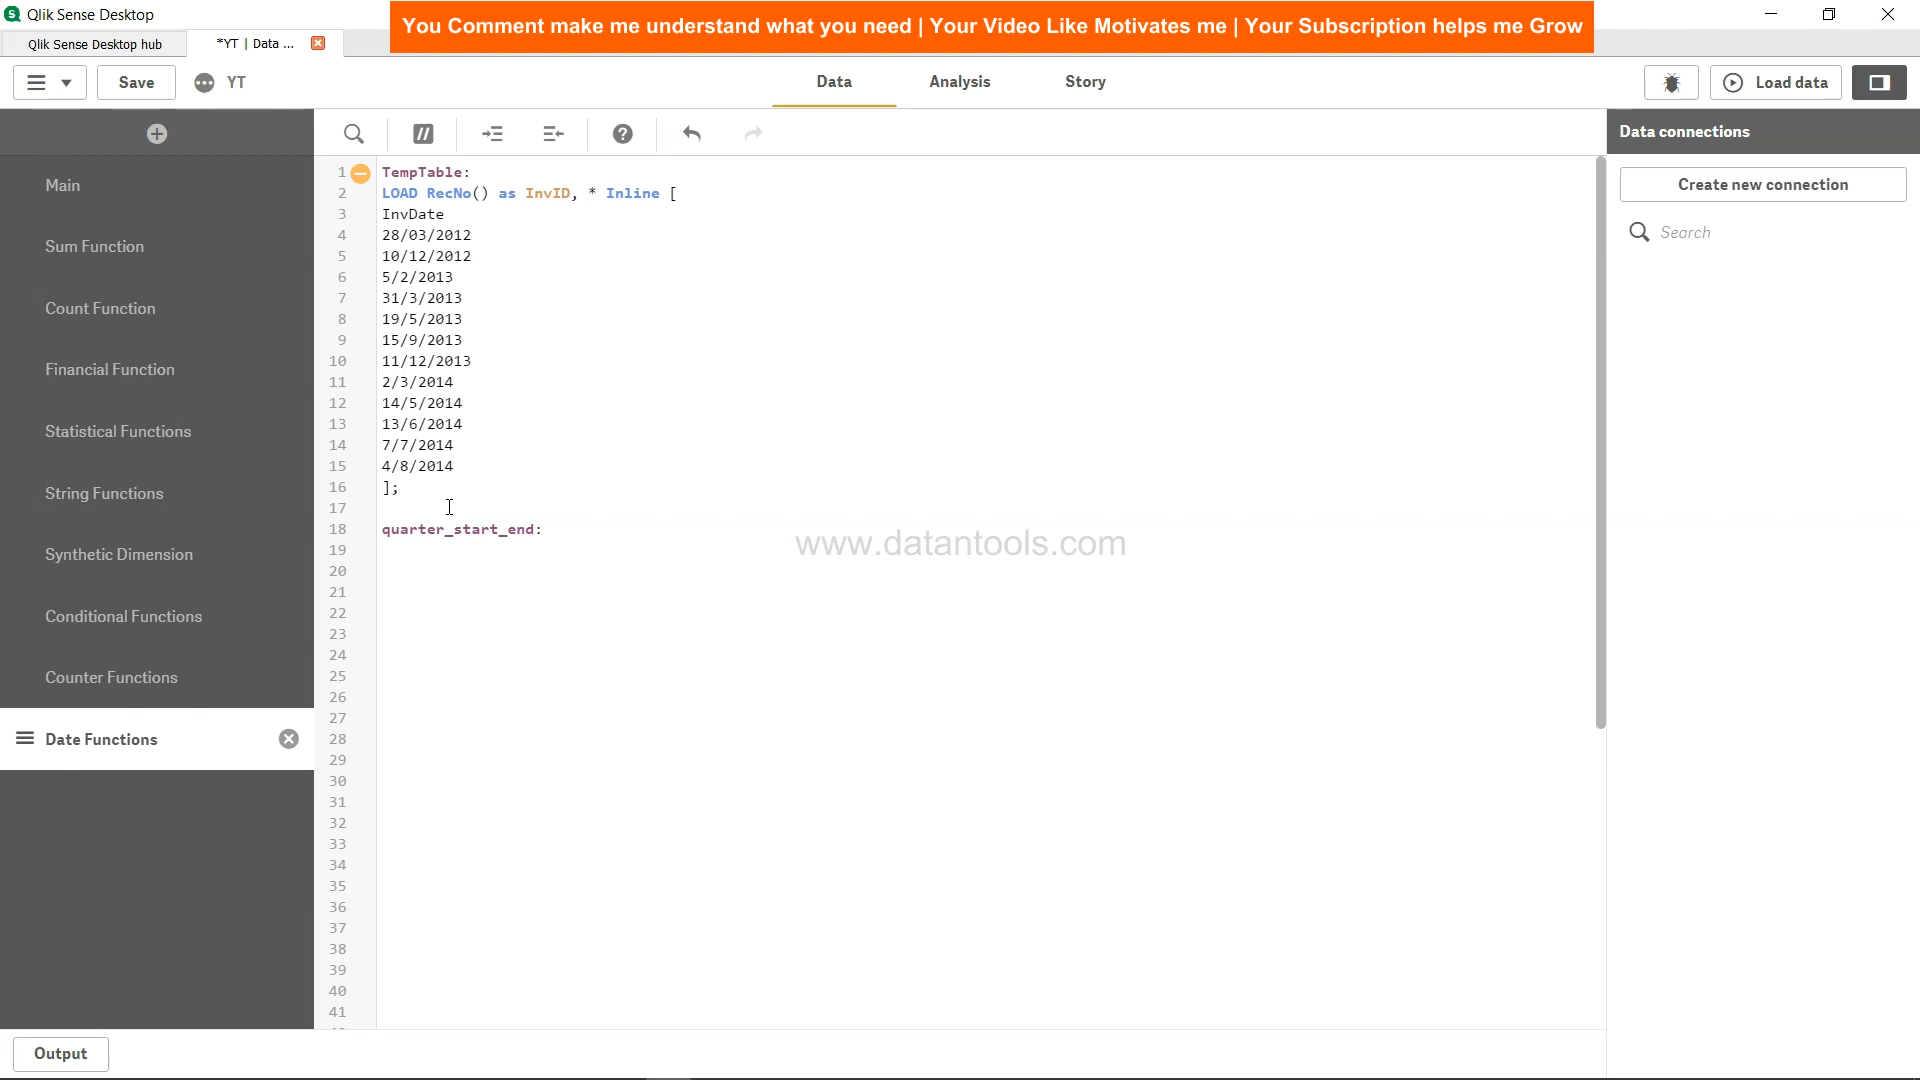 Qlik Sense Desktop
You Comment make me understand what you need | Your Video Like Motivates me | Your Subscription helps me Grow
Qlik Sense Desktop hub
*YT | Data ...
Save
YT
Data
Analysis
Story
Load data
Data connections
Create new connection
Search
Main
Sum Function
Count Function
Financial Function
Statistical Functions
String Functions
Synthetic Dimension
Conditional Functions
Counter Functions
Date Functions
1 TempTable:
2 LOAD RecNo() as InvID, * Inline [
3 InvDate
4 28/03/2012
5 10/12/2012
6 5/2/2013
7 31/3/2013
8 19/5/2013
9 15/9/2013
10 11/12/2013
11 2/3/2014
12 14/5/2014
13 13/6/2014
14 7/7/2014
15 4/8/2014
16 ];
17
18 quarter_start_end:
19
20
21
22
23
24
25
26
27
28
29
30
31
32
33
34
35
36
37
38
39
40
41
www.datantools.com
Output